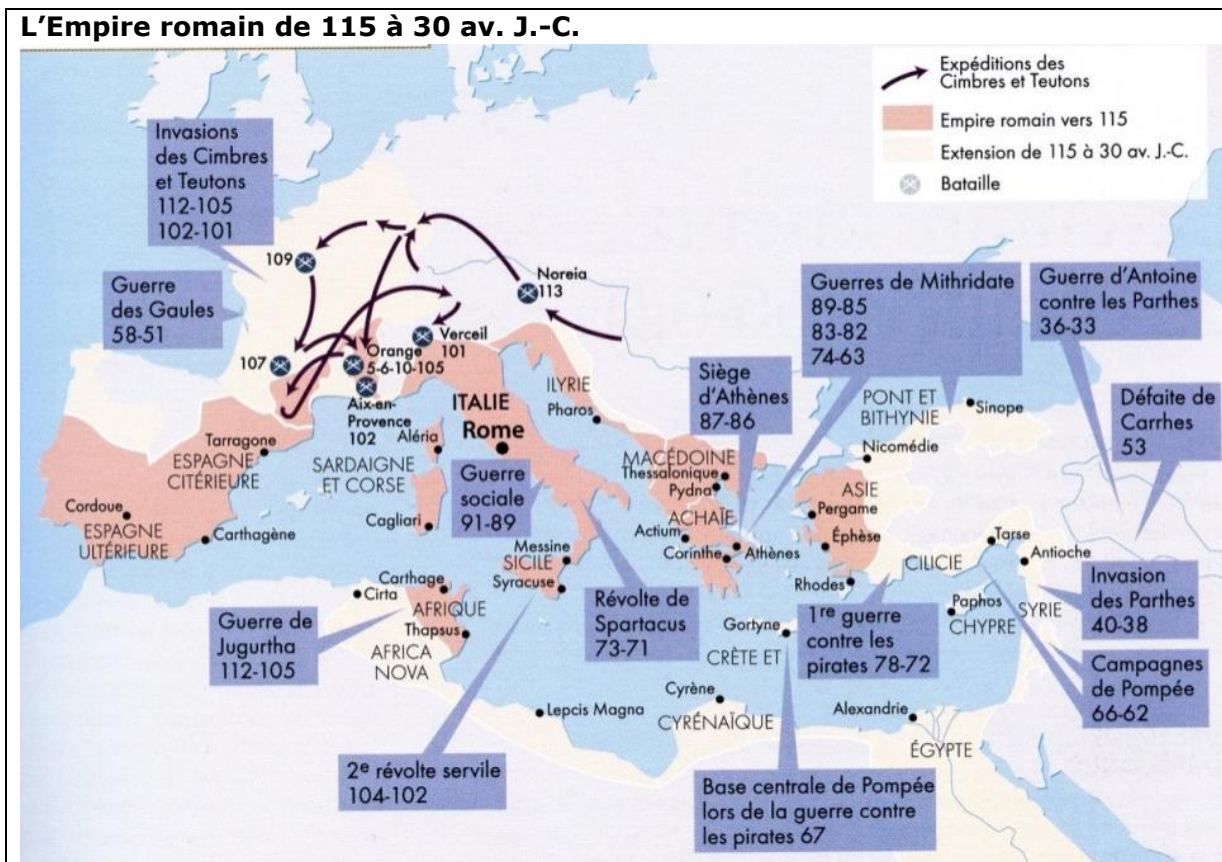 L'Empire romain de 115 à 30 av. J.-C.
Expéditions des
Cimbres et Teutons
Empire romain vers 115
Extension de 115 à 30 av. J.-C.
Bataille
Invasions
des Cimbres
et Teutons
112-105
102-101
Guerre
des Gaules
58-51
109
107
Noreia
113
Verceil
101
Orange
5-6-10-105
Aix-en-
Provence
102
Guerres de Mithridate
89-85
83-82
74-63
Guerre d'Antoine
contre les Parthes
36-33
Siège
d'Athènes
87-86
Défaite de
Carrhes
53
ILYRIE
Pharos
ITALIE
Rome
Aléria
SARDAIGNE
ET CORSE
Cagliari
Tarragone
ESPAGNE
CITÉRIEURE
Cordoue
ESPAGNE
ULTÉRIEURE
Carthagène
Guerre
sociale
91-89
MACÉDOINE
Thessalonique
Pydna
ACHAÏE
Actium
Corinthe
Athènes
PONT ET
BITHYNIE
Sinope
Nicomédie
ASIE
Pergame
Éphèse
Rhodes
CILICIE
Tarse
Antioche
SYRIE
Paphos
CHYPRE
Messine
SICILE
Syracuse
Carthage
Cirta
AFRIQUE
Thapsus
AFRICA
NOVA
Guerre de
Jugurtha
112-105
Révolte de
Spartacus
73-71
Gortyne
CRÈTE ET
1re guerre
contre les
pirates 78-72
Invasion
des Parthes
40-38
Campagnes
de Pompée
66-62
Lepcis Magna
Cyrène
CYRÉNAÏQUE
Alexandrie
ÉGYPTE
2e révolte servile
104-102
Base centrale de Pompée
lors de la guerre contre
les pirates 67